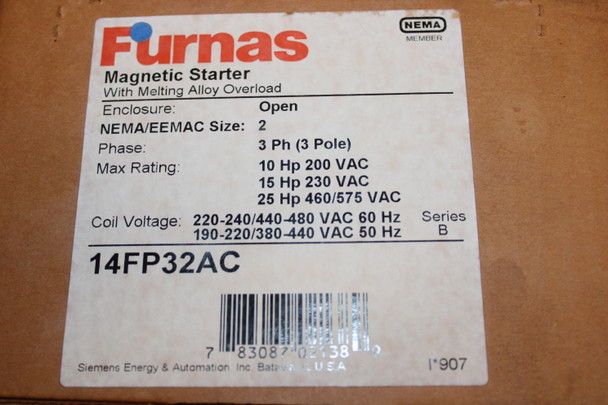 Furnas
NEMA
MEMBER
Magnetic Starter
With Melting Alloy Overload
Enclosure: Open
NEMA/EEMAC Size: 2
Phase: 3 Ph (3 Pole)
Max Rating: 10 Hp 200 VAC
15 Hp 230 VAC
25 Hp 460/575 VAC
Coil Voltage: 220-240/440-480 VAC 60 Hz Series
190-220/380-440 VAC 50 Hz B
14FP32AC
7 83087
Siemens Energy & Automation Inc. USA I*907